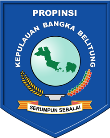 PROPINSI
KEPULAUAN BANGKA BELITUNG
SERUMPUN SEBALAI